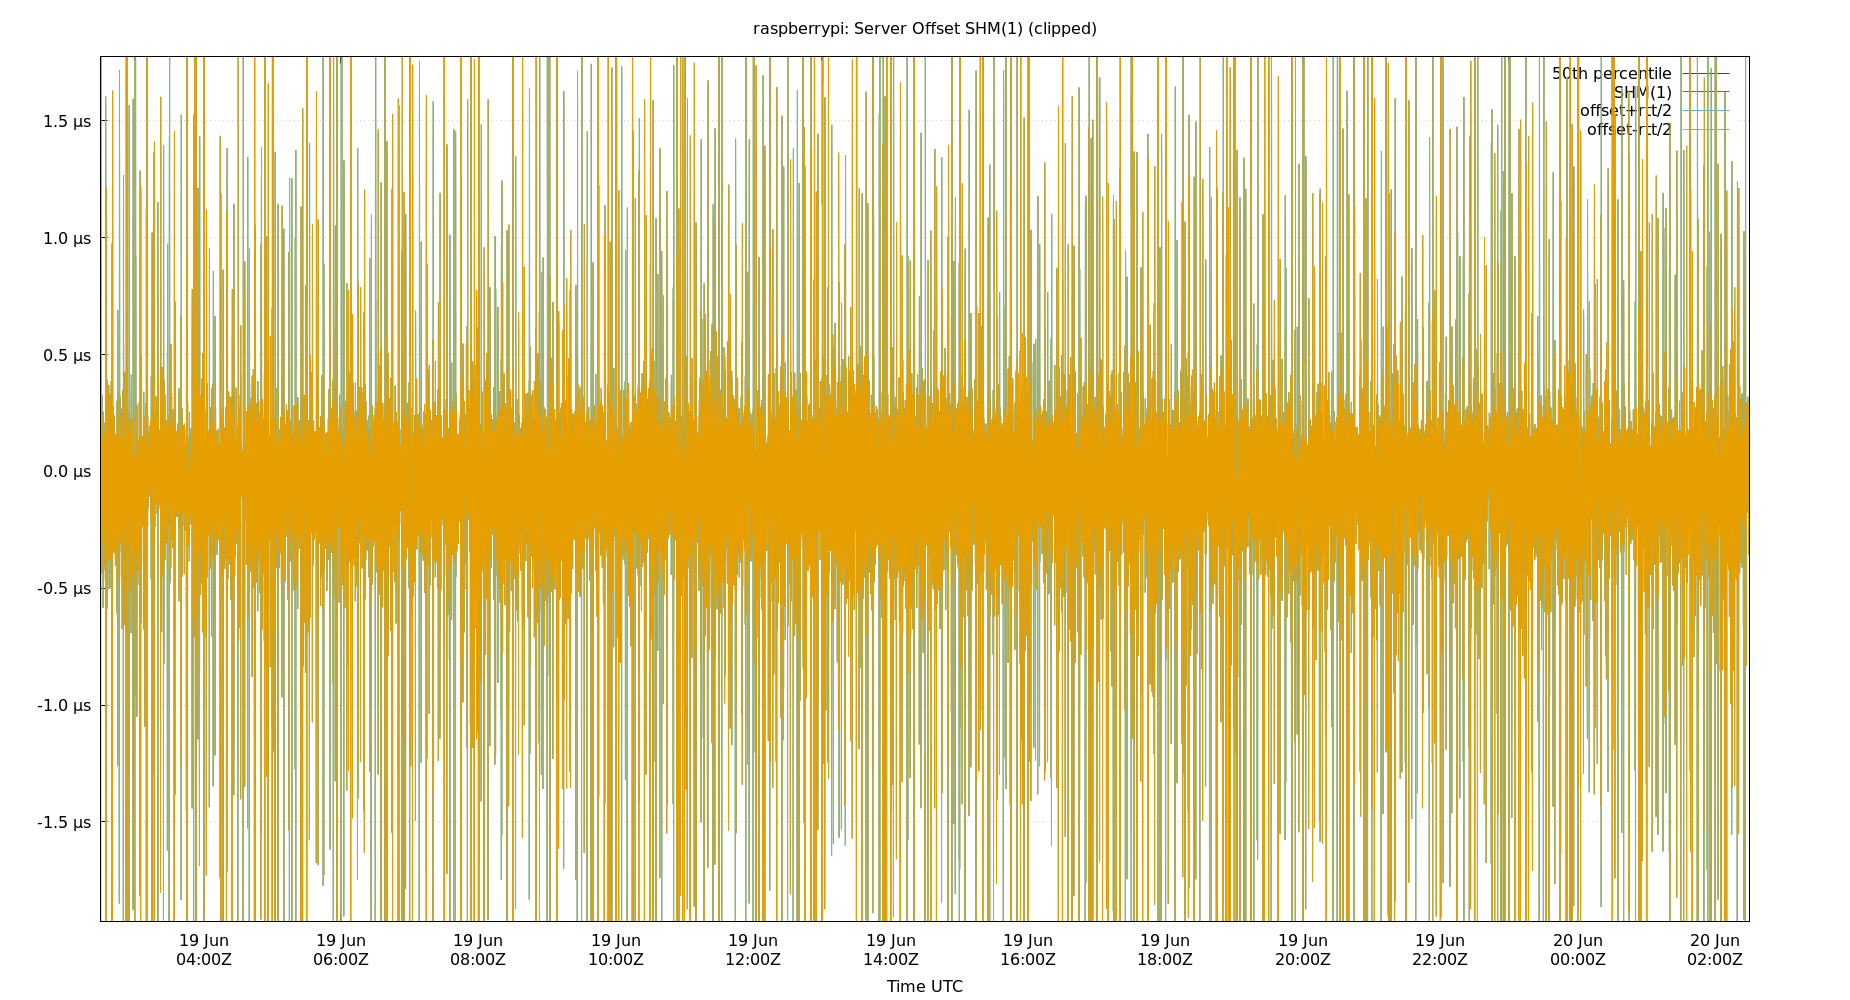 raspberrypi: Server Offset SHM(1) (clipped)
50th percentile
SHM(1)
offset+rtt/2
offset-rtt/2
1.5 µs
1.0 µs
0.5 µs
0.0 µs
-0.5 µs
-1.0 µs
-1.5 µs
19 Jun 19 Jun 19 Jun 19 Jun 19 Jun 19 Jun 19 Jun 19 Jun 19 Jun 19 Jun 20 Jun 20 Jun
04:00Z 06:00Z 08:00Z 10:00Z 12:00Z 14:00Z 16:00Z 18:00Z 20:00Z 22:00Z 00:00Z 02:00Z
Time UTC